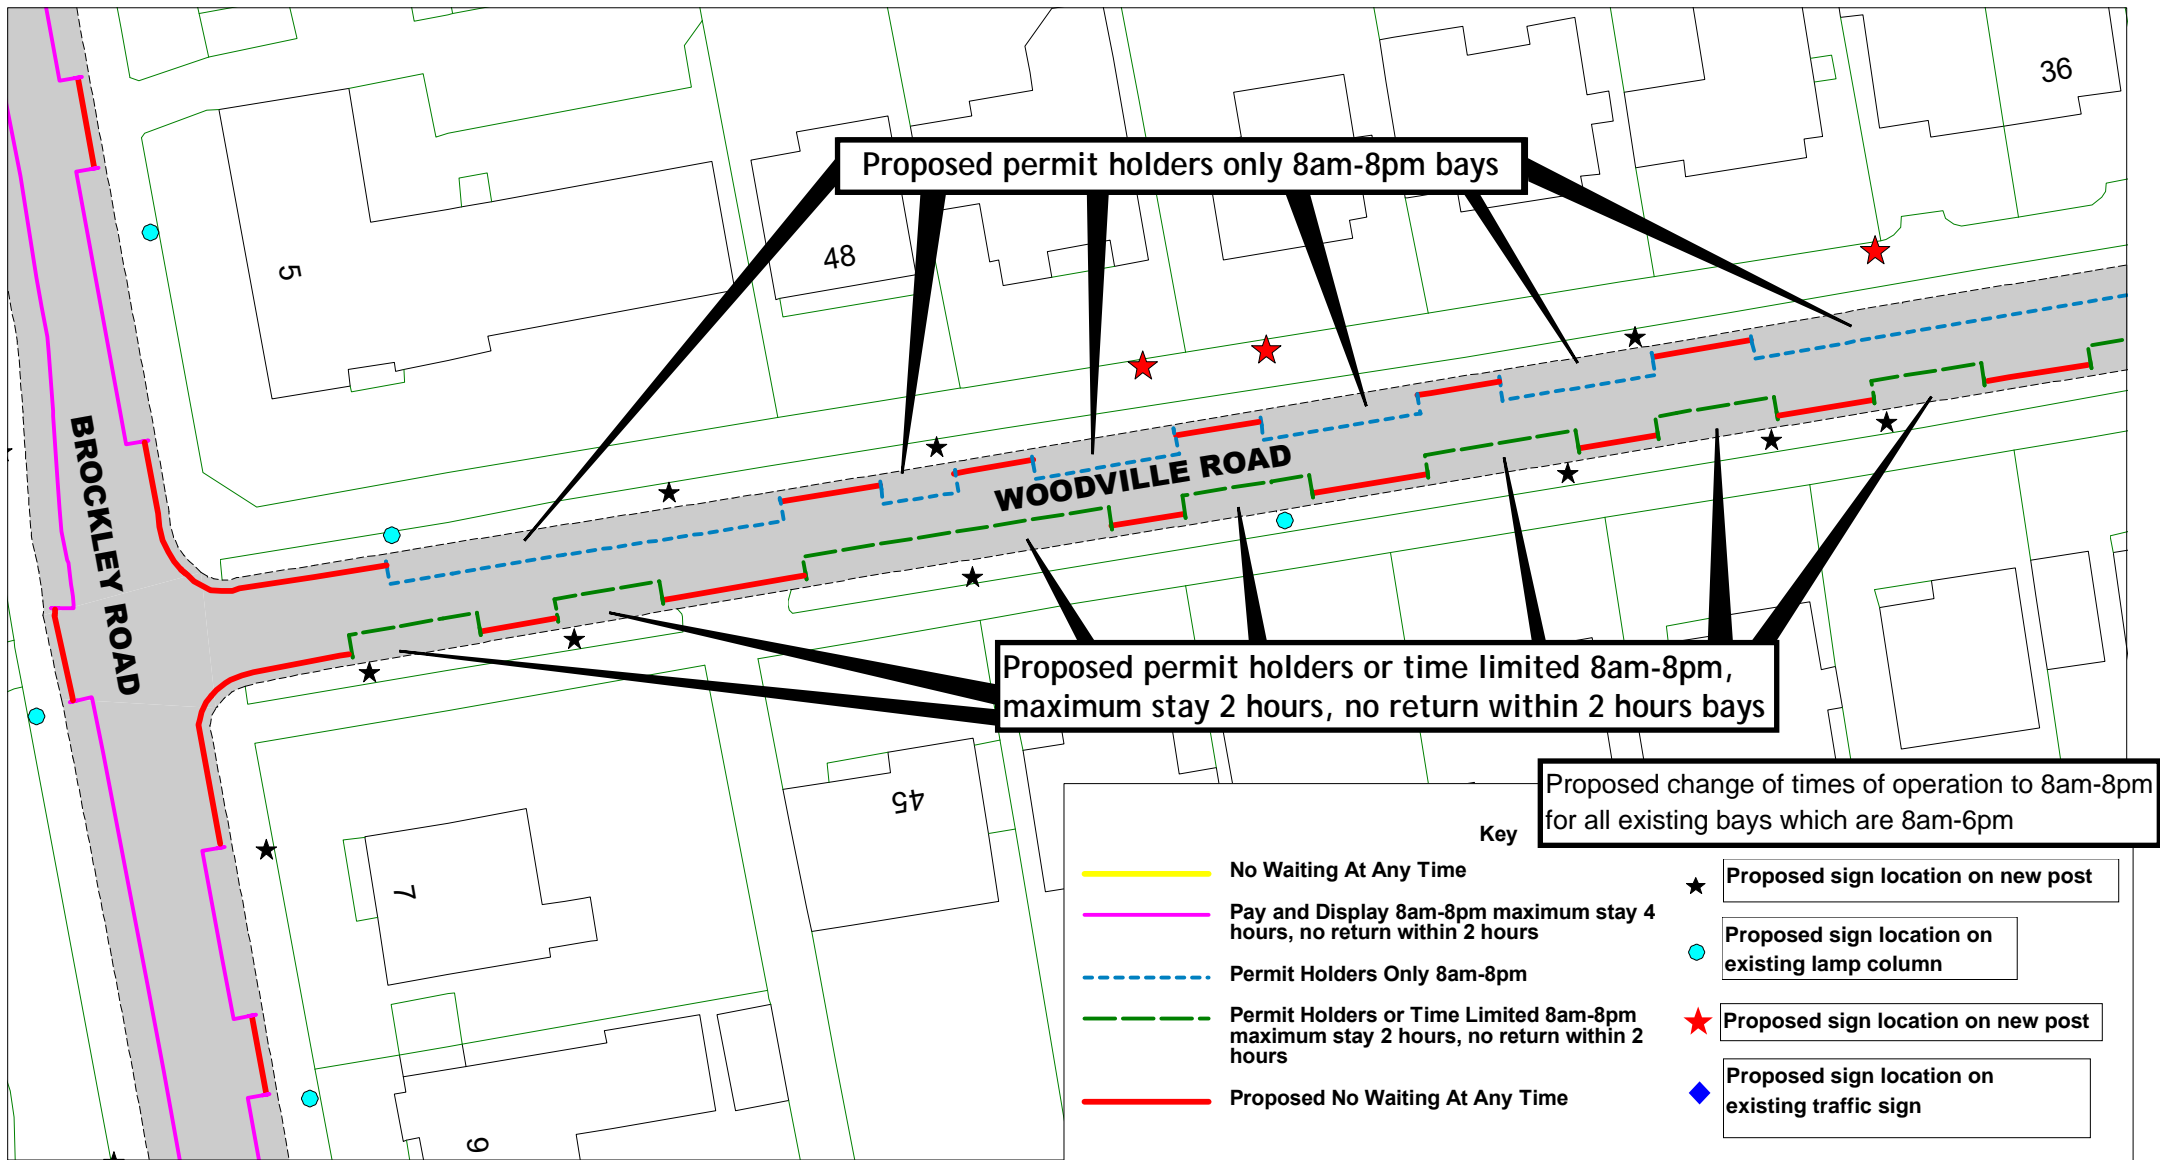 36
Proposed permit holders only 8am-8pm bays
5
48
BROCKLEY ROAD
WOODVILLE ROAD
Proposed permit holders or time limited 8am-8pm,
maximum stay 2 hours, no return within 2 hours bays
45
7
9
Proposed change of times of operation to 8am-8pm
for all existing bays which are 8am-6pm
Key
No Waiting At Any Time
Pay and Display 8am-8pm maximum stay 4
hours, no return within 2 hours
Permit Holders Only 8am-8pm
Permit Holders or Time Limited 8am-8pm
maximum stay 2 hours, no return within 2
hours
Proposed No Waiting At Any Time
Proposed sign location on new post
Proposed sign location on
existing lamp column
Proposed sign location on new post
Proposed sign location on
existing traffic sign